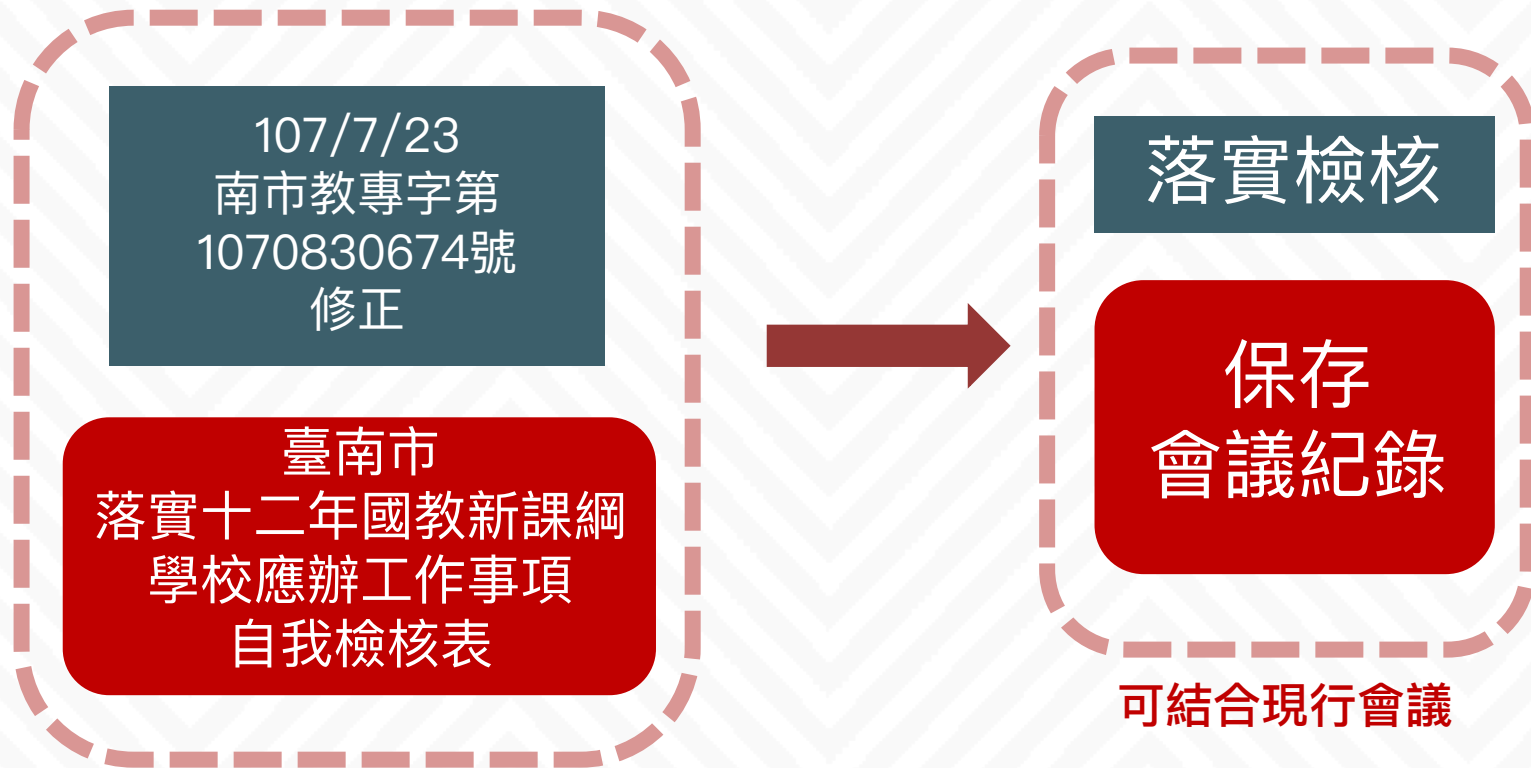 107/7/23
南市教專字第
1070830674號
修正
臺南市
落實十二年國教新課綱
學校應辦工作事項
自我檢核表
落實檢核
保存
會議紀錄
可結合現行會議